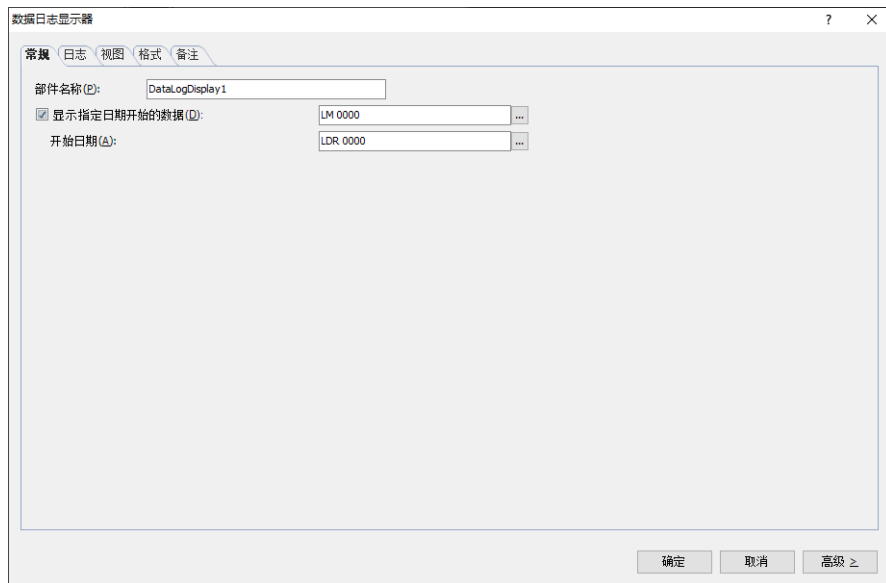 数据日志显示器 ?
常规 日志 视图 格式 备注
部件名称(P): DataLogDisplay1
显示指定日期开始的数据(D): LM 0000 ...
开始日期(A): LDR 0000 ...
确定 取消 高级 ≥